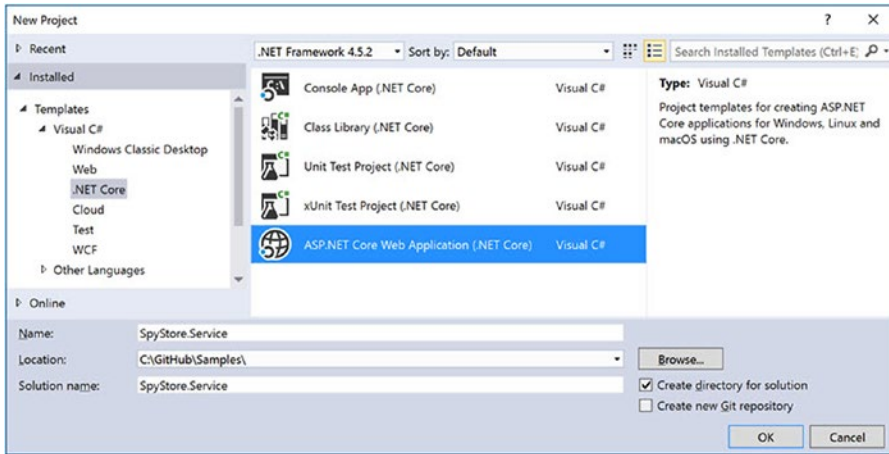 New Project
? X
Recent
.NET Framework 4.5.2 Sort by: Default Search Installed Templates (Ctrl+E)
Installed
Templates
Visual C#
Windows Classic Desktop
Web
.NET Core
Cloud
Test
WCF
Other Languages
Online
Console App (.NET Core) Visual C#
Class Library (.NET Core) Visual C#
Unit Test Project (.NET Core) Visual C#
xUnit Test Project (.NET Core) Visual C#
ASP.NET Core Web Application (.NET Core) Visual C#
Type: Visual C#
Project templates for creating ASP.NET
Core applications for Windows, Linux and
macOS using .NET Core.
Name: SpyStore.Service
Location: C:\GitHub\Samples\ Browse...
Solution name: SpyStore.Service
Create directory for solution
Create new Git repository
OK Cancel